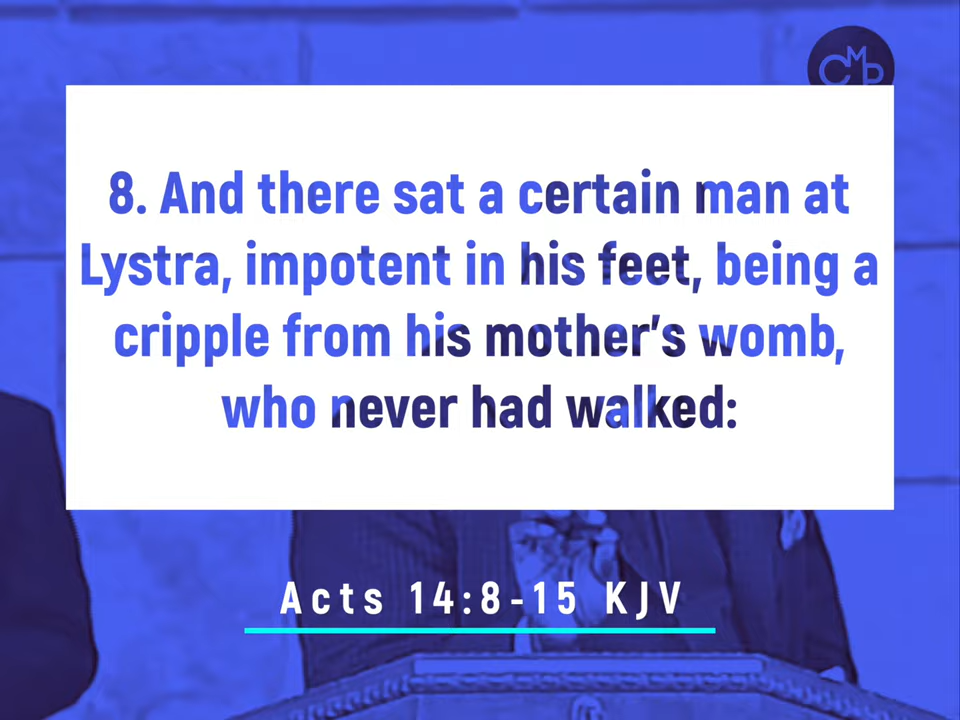 CMP
8. And there sat a certain man at
Lystra, impotent in his feet, being a
cripple from his mother's womb,
who never had walked:
Acts 14:8-15 KJV